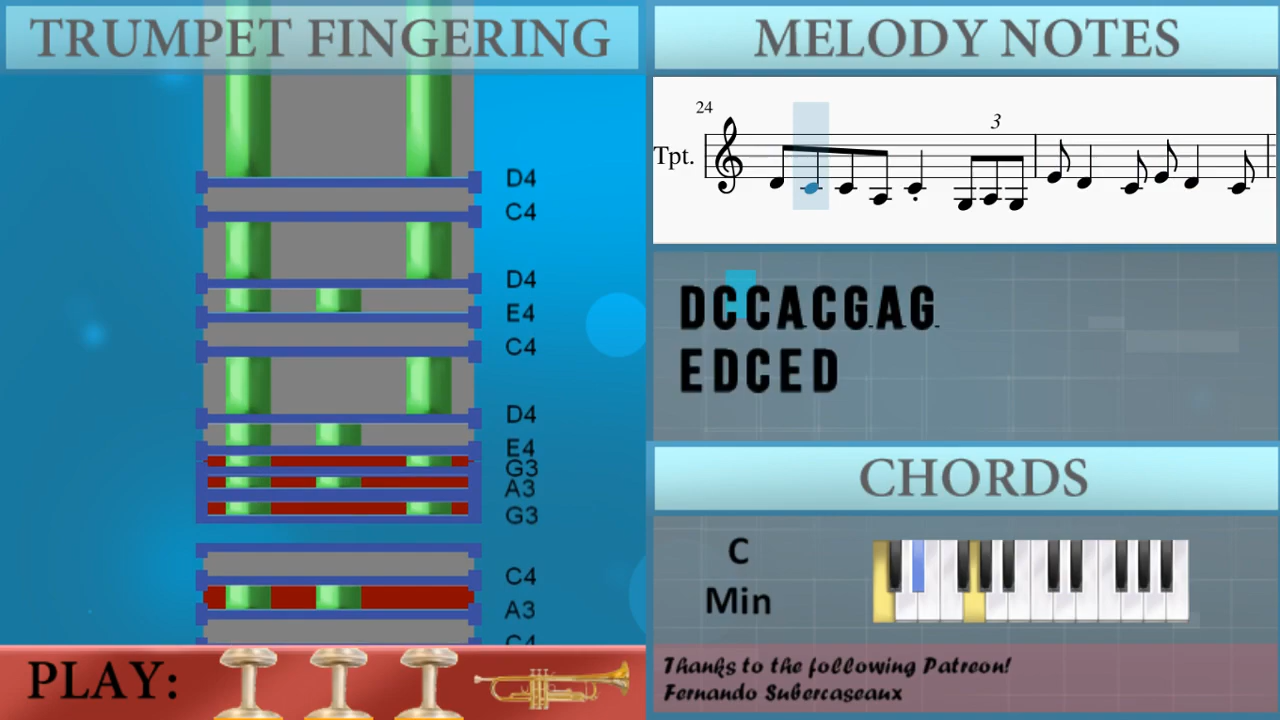 TRUMPET FINGERING
D4
C4
D4
E4
C4
D4
E4
G3
A3
G3
C4
A3
C4
PLAY:
MELODY NOTES
24
3
Tpt.
DCCACGAG
EDCED
CHORDS
C
Min
Thanks to the following Patreon!
Fernando Subercaseaux